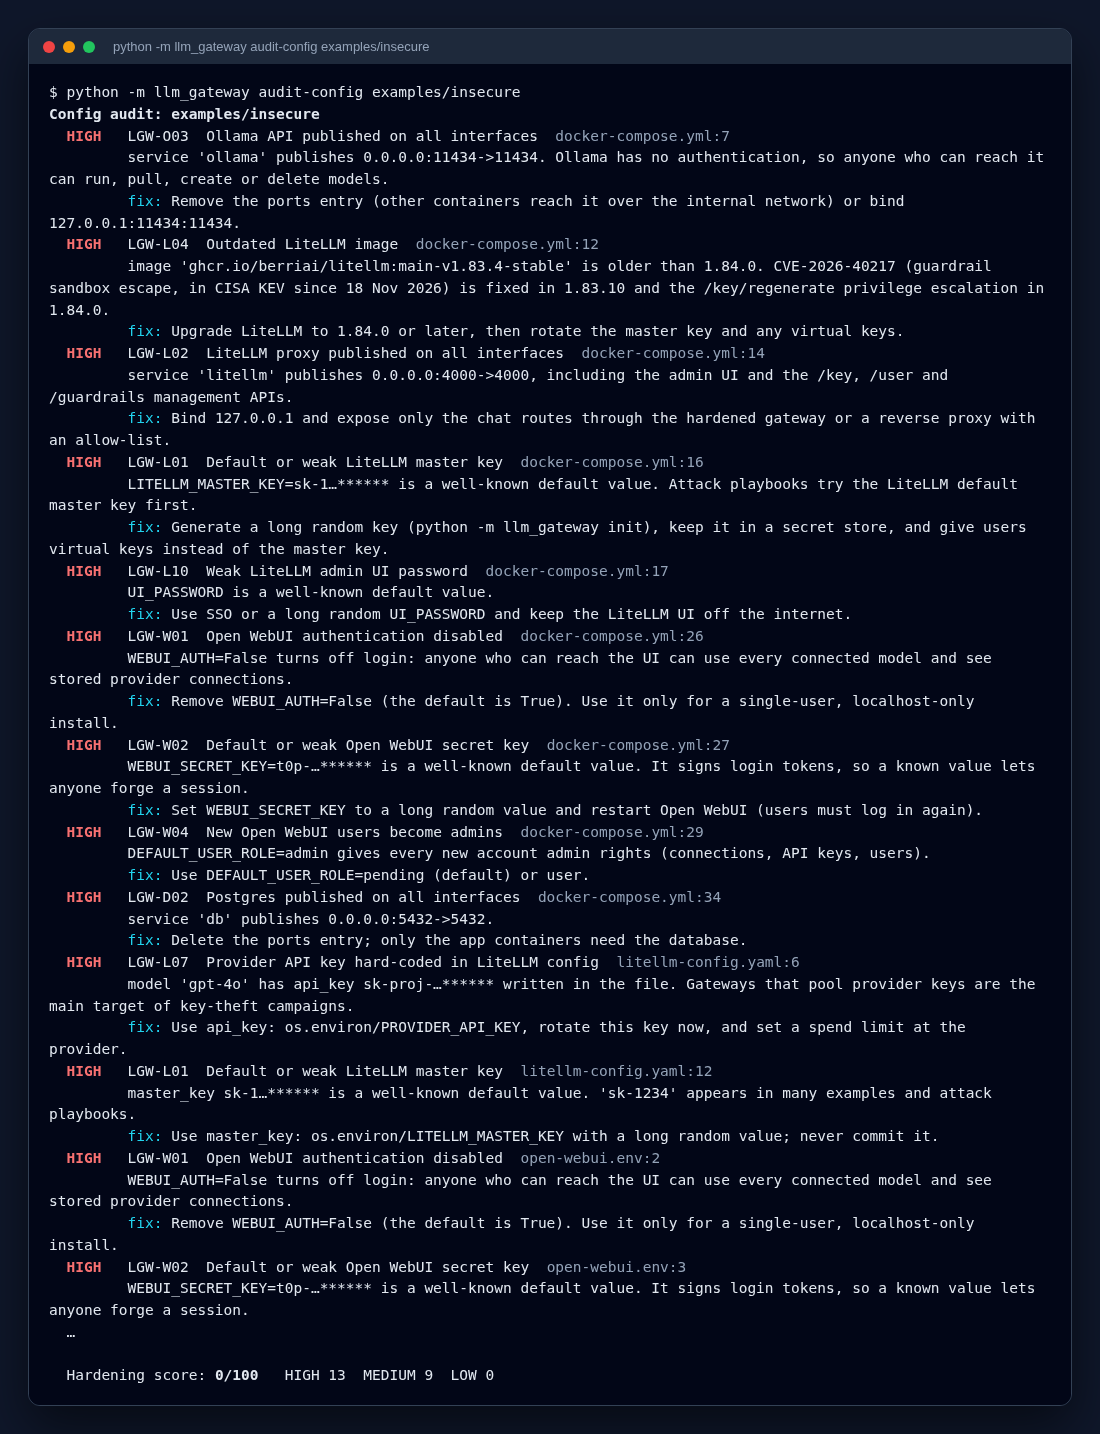 python -m llm_gateway audit-config examples/insecure
$ python -m llm_gateway audit-config examples/insecure
Config audit: examples/insecure
HIGH   LGW-O03  Ollama API published on all interfaces  docker-compose.yml:7
service 'ollama' publishes 0.0.0.0:11434->11434. Ollama has no authentication, so anyone who can reach it
can run, pull, create or delete models.
fix: Remove the ports entry (other containers reach it over the internal network) or bind
127.0.0.1:11434:11434.
HIGH   LGW-L04  Outdated LiteLLM image  docker-compose.yml:12
image 'ghcr.io/berriai/litellm:main-v1.83.4-stable' is older than 1.84.0. CVE-2026-40217 (guardrail
sandbox escape, in CISA KEV since 18 Nov 2026) is fixed in 1.83.10 and the /key/regenerate privilege escalation in
1.84.0.
fix: Upgrade LiteLLM to 1.84.0 or later, then rotate the master key and any virtual keys.
HIGH   LGW-L02  LiteLLM proxy published on all interfaces  docker-compose.yml:14
service 'litellm' publishes 0.0.0.0:4000->4000, including the admin UI and the /key, /user and
/guardrails management APIs.
fix: Bind 127.0.0.1 and expose only the chat routes through the hardened gateway or a reverse proxy with
an allow-list.
HIGH   LGW-L01  Default or weak LiteLLM master key  docker-compose.yml:16
LITELLM_MASTER_KEY=sk-1…****** is a well-known default value. Attack playbooks try the LiteLLM default
master key first.
fix: Generate a long random key (python -m llm_gateway init), keep it in a secret store, and give users
virtual keys instead of the master key.
HIGH   LGW-L10  Weak LiteLLM admin UI password  docker-compose.yml:17
UI_PASSWORD is a well-known default value.
fix: Use SSO or a long random UI_PASSWORD and keep the LiteLLM UI off the internet.
HIGH   LGW-W01  Open WebUI authentication disabled  docker-compose.yml:26
WEBUI_AUTH=False turns off login: anyone who can reach the UI can use every connected model and see
stored provider connections.
fix: Remove WEBUI_AUTH=False (the default is True). Use it only for a single-user, localhost-only
install.
HIGH   LGW-W02  Default or weak Open WebUI secret key  docker-compose.yml:27
WEBUI_SECRET_KEY=t0p-…****** is a well-known default value. It signs login tokens, so a known value lets
anyone forge a session.
fix: Set WEBUI_SECRET_KEY to a long random value and restart Open WebUI (users must log in again).
HIGH   LGW-W04  New Open WebUI users become admins  docker-compose.yml:29
DEFAULT_USER_ROLE=admin gives every new account admin rights (connections, API keys, users).
fix: Use DEFAULT_USER_ROLE=pending (default) or user.
HIGH   LGW-D02  Postgres published on all interfaces  docker-compose.yml:34
service 'db' publishes 0.0.0.0:5432->5432.
fix: Delete the ports entry; only the app containers need the database.
HIGH   LGW-L07  Provider API key hard-coded in LiteLLM config  litellm-config.yaml:6
model 'gpt-4o' has api_key sk-proj-…****** written in the file. Gateways that pool provider keys are the
main target of key-theft campaigns.
fix: Use api_key: os.environ/PROVIDER_API_KEY, rotate this key now, and set a spend limit at the
provider.
HIGH   LGW-L01  Default or weak LiteLLM master key  litellm-config.yaml:12
master_key sk-1…****** is a well-known default value. 'sk-1234' appears in many examples and attack
playbooks.
fix: Use master_key: os.environ/LITELLM_MASTER_KEY with a long random value; never commit it.
HIGH   LGW-W01  Open WebUI authentication disabled  open-webui.env:2
WEBUI_AUTH=False turns off login: anyone who can reach the UI can use every connected model and see
stored provider connections.
fix: Remove WEBUI_AUTH=False (the default is True). Use it only for a single-user, localhost-only
install.
HIGH   LGW-W02  Default or weak Open WebUI secret key  open-webui.env:3
WEBUI_SECRET_KEY=t0p-…****** is a well-known default value. It signs login tokens, so a known value lets
anyone forge a session.
…
Hardening score: 0/100   HIGH 13  MEDIUM 9  LOW 0